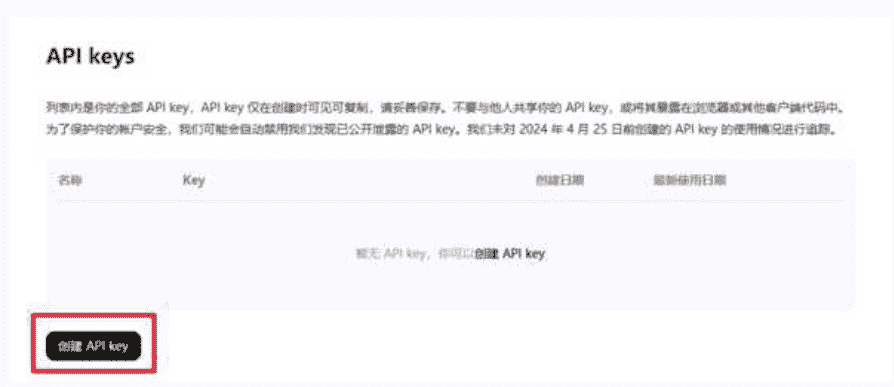 API keys
列表内是你的全部 API key，API key 仅在创建时可见可复制，请妥善保存。不要与他人共享你的 API key，或将其暴露在浏览器或其他客户端代码中。
为了保护你的帐户安全，我们可能会自动禁用我们发现已公开泄露的 API key。我们未对 2024 年 4 月 25 日前创建的 API key 的使用情况进行追踪。
名称 Key 创建日期 最新使用日期
暂无 API key，你可以创建 API key
创建 API key